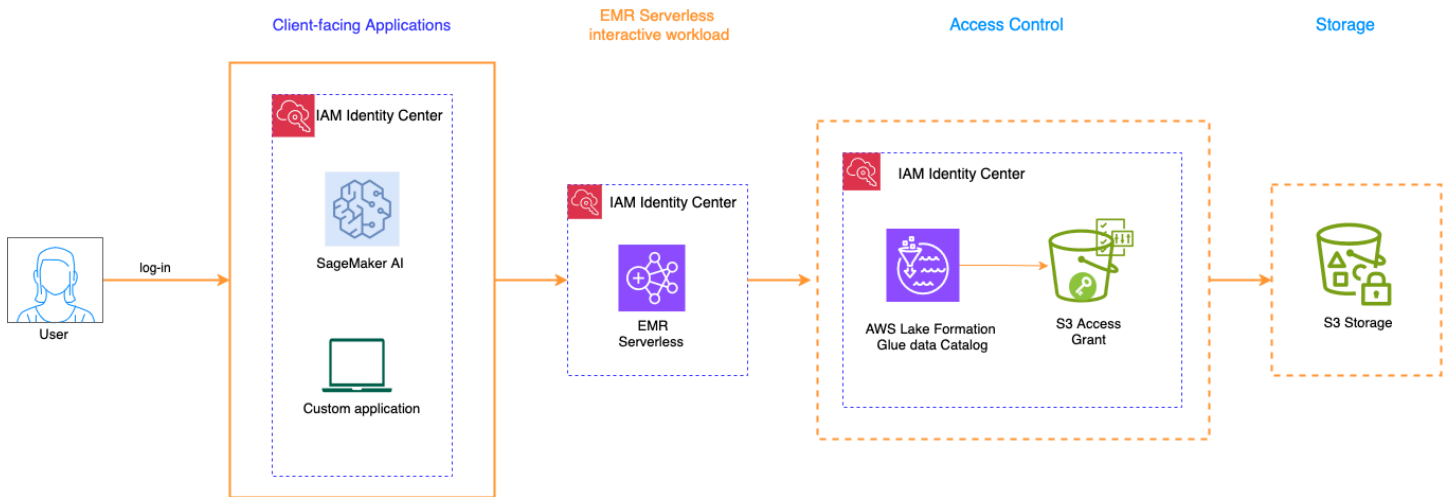 Client-facing Applications
EMR Serverless
interactive workload
Access Control
Storage
IAM Identity Center
SageMaker AI
Custom application
log-in
User
IAM Identity Center
EMR
Serverless
IAM Identity Center
AWS Lake Formation
Glue data Catalog
S3 Access
Grant
S3 Storage